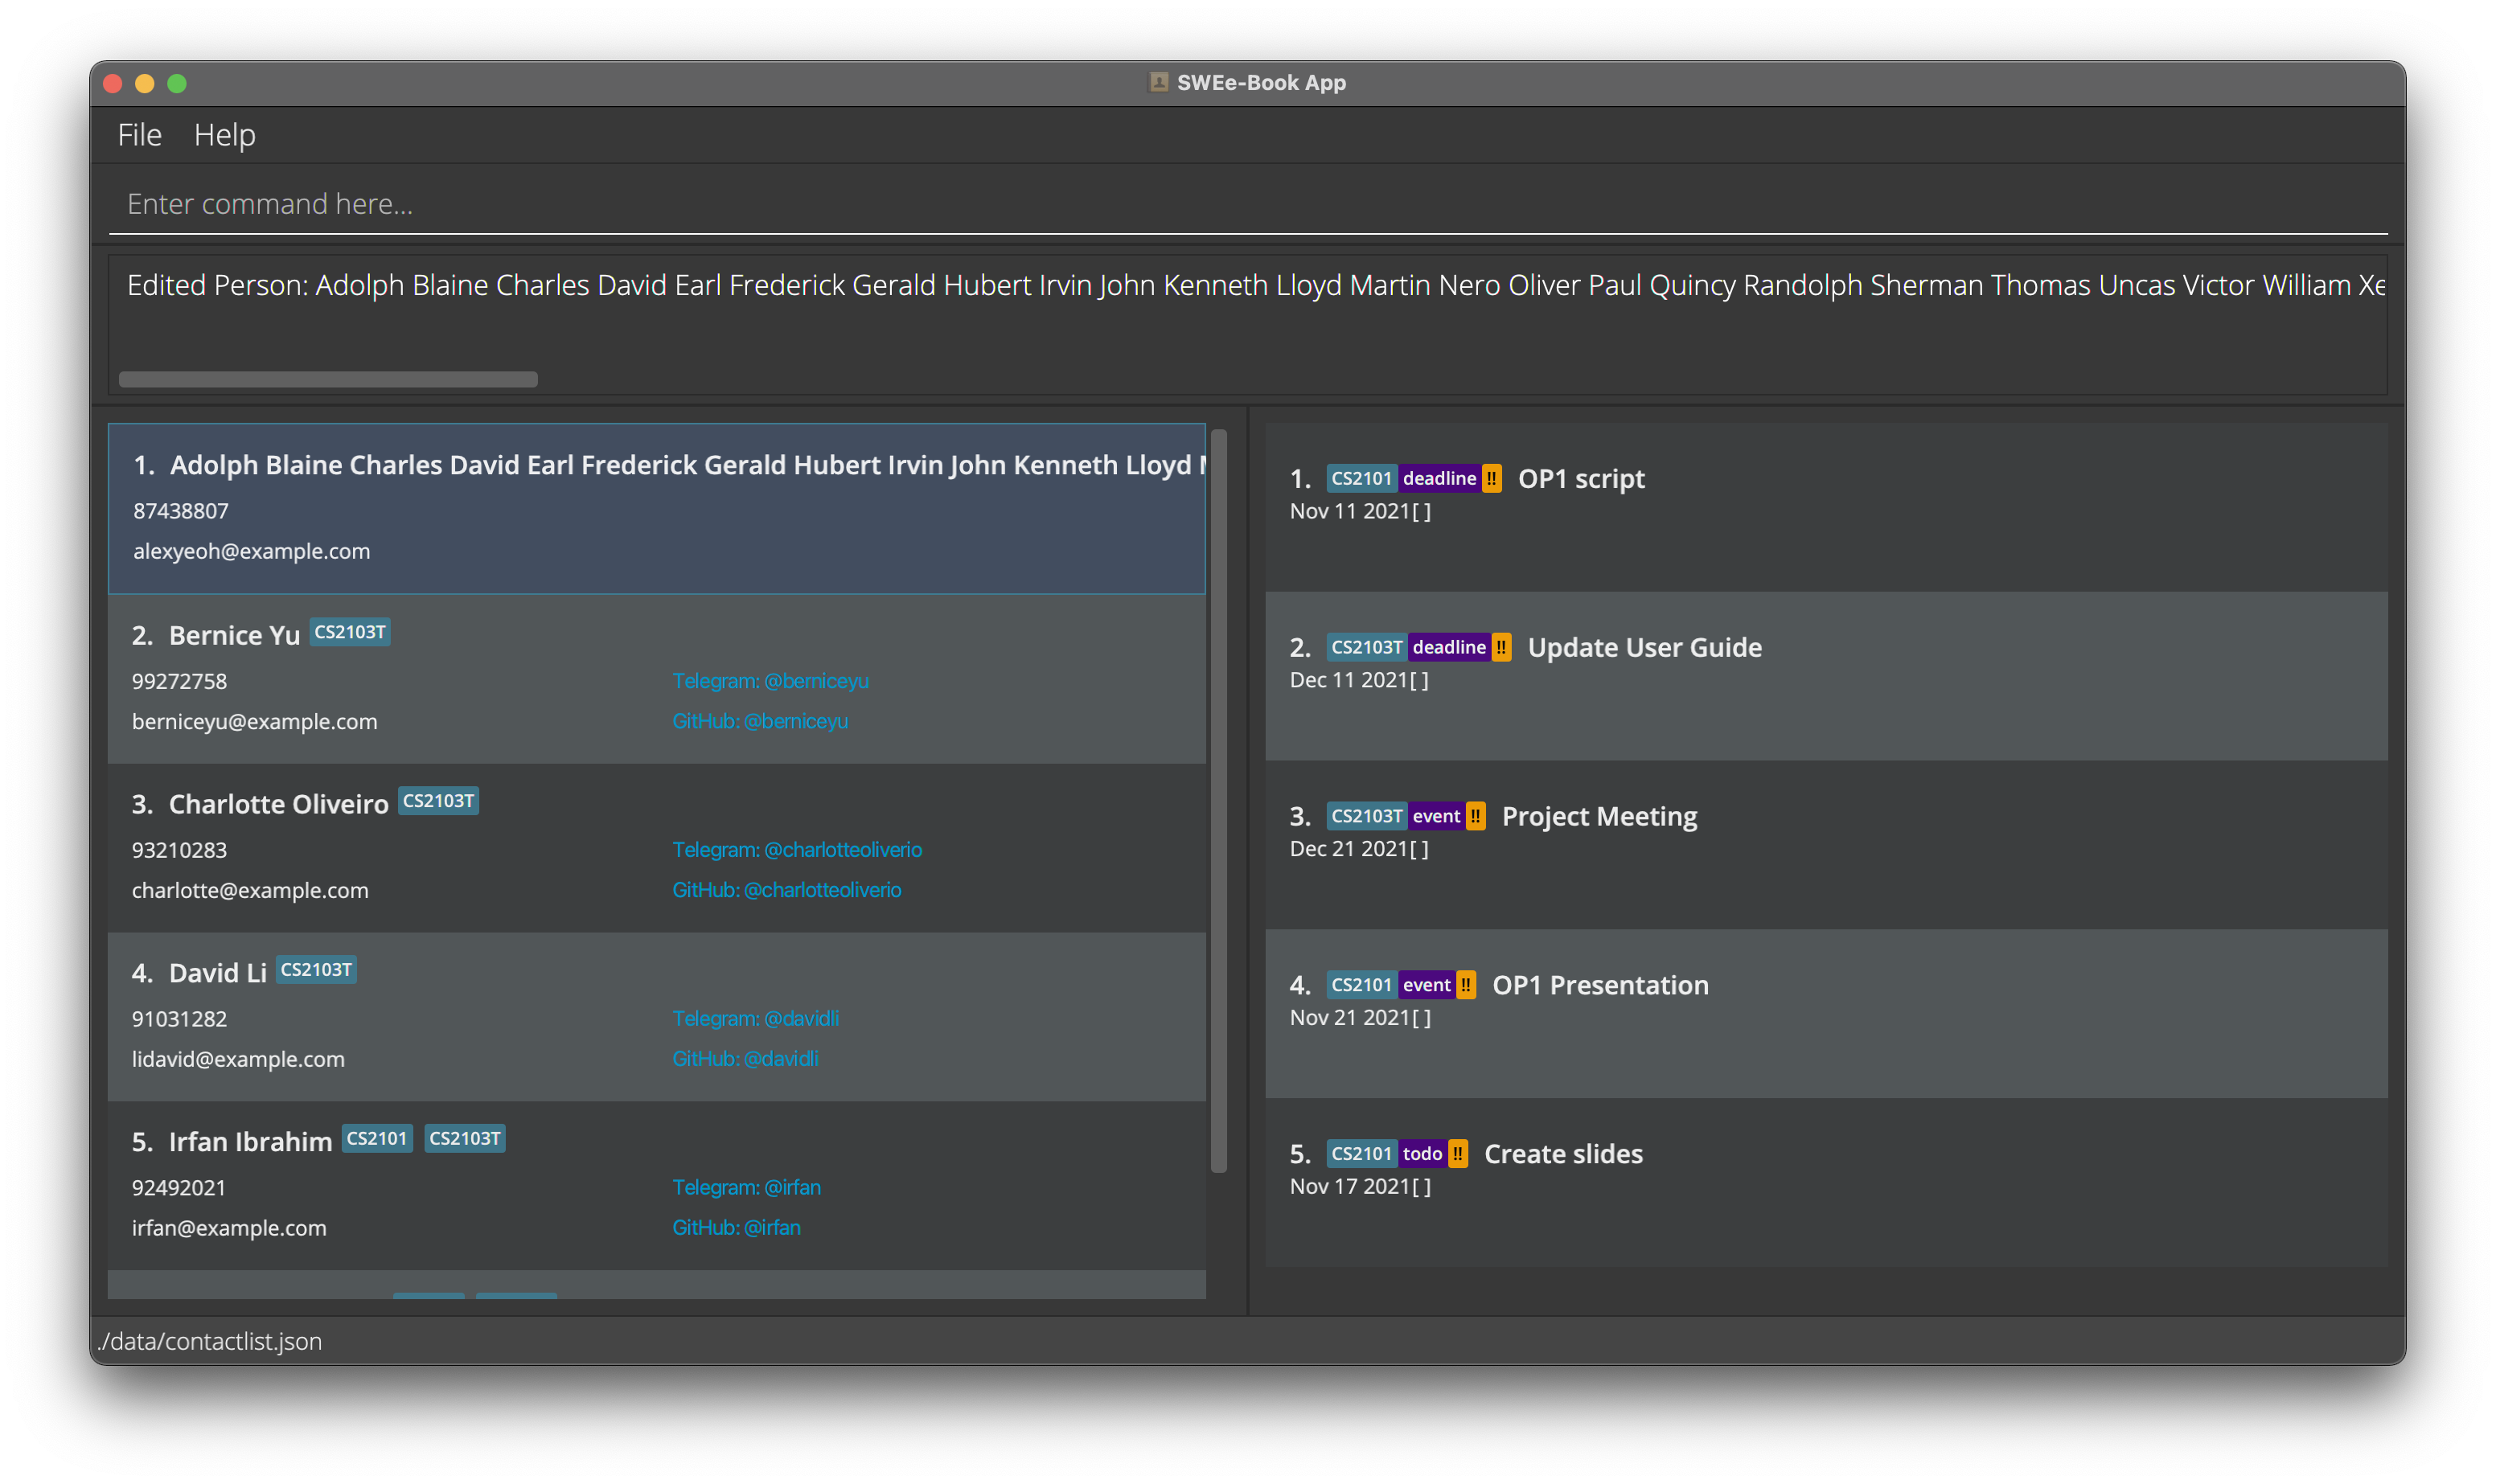 SWEe-Book App
File Help
Enter command here...
Edited Person: Adolph Blaine Charles David Earl Frederick Gerald Hubert Irvin John Kenneth Lloyd Martin Nero Oliver Paul Quincy Randolph Sherman Thomas Uncas Victor William Xe
1. Adolph Blaine Charles David Earl Frederick Gerald Hubert Irvin John Kenneth Lloyd
87438807
alexyeoh@example.com
2. Bernice Yu CS2103T
99272758 Telegram: @berniceyu
berniceyu@example.com GitHub: @berniceyu
3. Charlotte Oliveiro CS2103T
93210283 Telegram: @charlotteoliverio
charlotte@example.com GitHub: @charlotteoliverio
4. David Li CS2103T
91031282 Telegram: @davidli
lidavid@example.com GitHub: @davidli
5. Irfan Ibrahim CS2101 CS2103T
92492021 Telegram: @irfan
irfan@example.com GitHub: @irfan
1. CS2101 deadline !! OP1 script
Nov 11 2021[ ]
2. CS2103T deadline !! Update User Guide
Dec 11 2021[ ]
3. CS2103T event !! Project Meeting
Dec 21 2021[ ]
4. CS2101 event !! OP1 Presentation
Nov 21 2021[ ]
5. CS2101 todo !! Create slides
Nov 17 2021[ ]
./data/contactlist.json